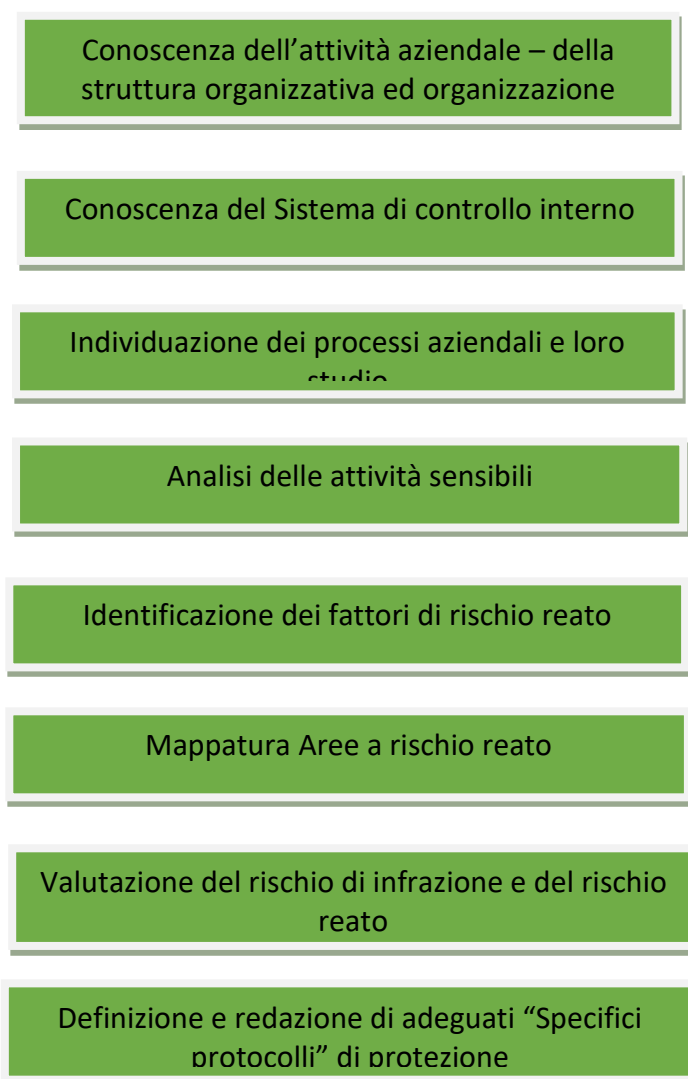 Conoscenza dell’attività aziendale – della
struttura organizzativa ed organizzazione
Conoscenza del Sistema di controllo interno
Individuazione dei processi aziendali e loro
studio
Analisi delle attività sensibili
Identificazione dei fattori di rischio reato
Mappatura Aree a rischio reato
Valutazione del rischio di infrazione e del rischio
reato
Definizione e redazione di adeguati “Specifici
protocolli” di protezione